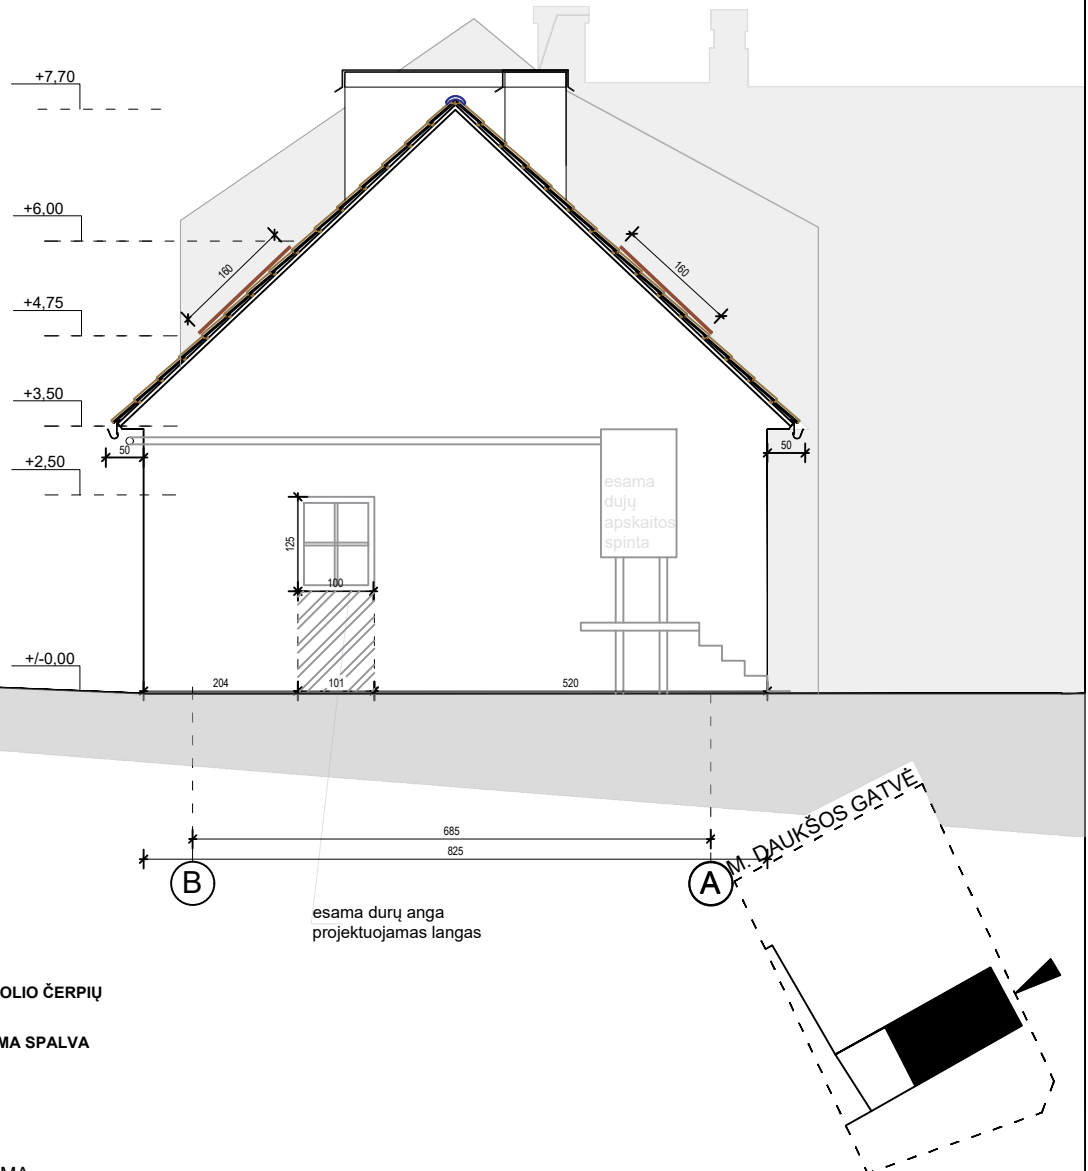 +7,70
+6,00
160
160
+4,75
+3,50
50
50
+2,50
esama
dujų
apskaitos
spinta
125
100
+/-0,00
204
101
520
685
825
B
A
M. DAUKŠOS GATVĖ
esama durų anga
projektuojamas langas
OLIO ČERPIŲ
MA SPALVA